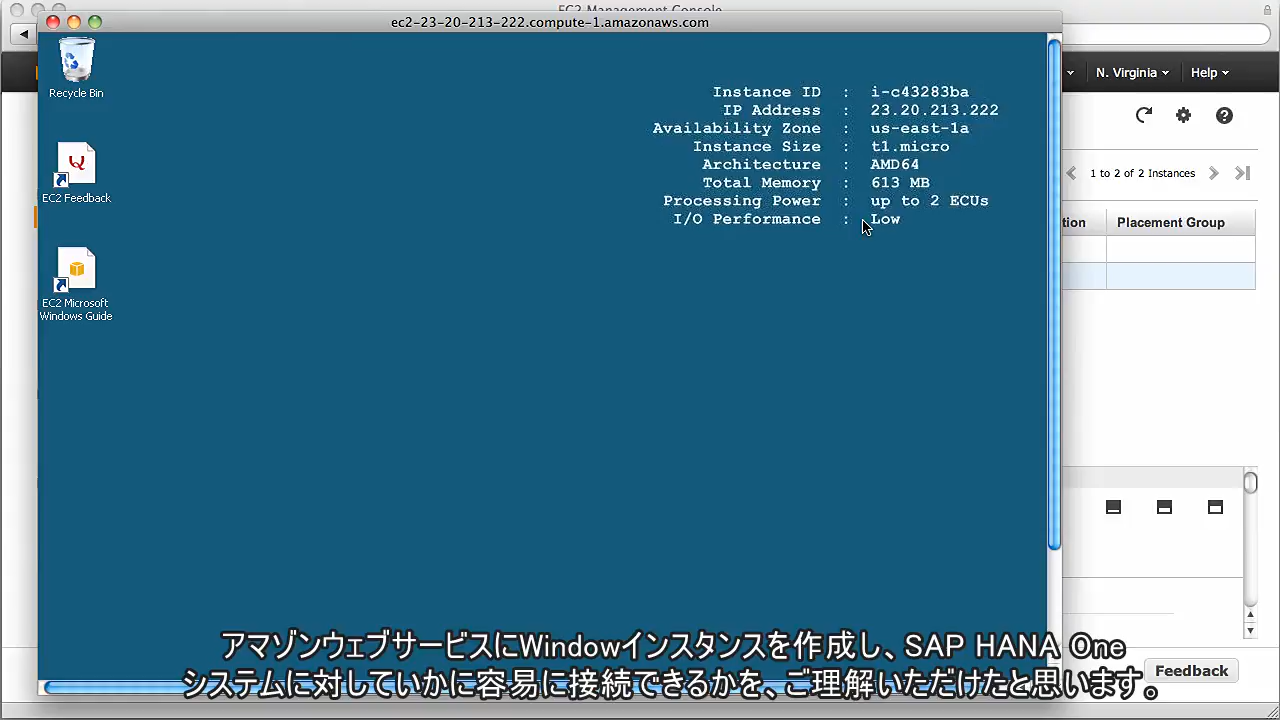 EC2 Management Console
ec2-23-20-213-222.compute-1.amazonaws.com
N. Virginia
Help
Recycle Bin
EC2 Feedback
EC2 Microsoft
Windows Guide
Instance ID : i-c43283ba
IP Address : 23.20.213.222
Availability Zone : us-east-1a
Instance Size : t1.micro
Architecture : AMD64
Total Memory : 613 MB
Processing Power : up to 2 ECUs
I/O Performance : Low
1 to 2 of 2 Instances
tion
Placement Group
アマゾンウェブサービスにWindowインスタンスを作成し、SAP HANA One
システムに対していかに容易に接続できるかを、ご理解いただけたと思います。
Feedback